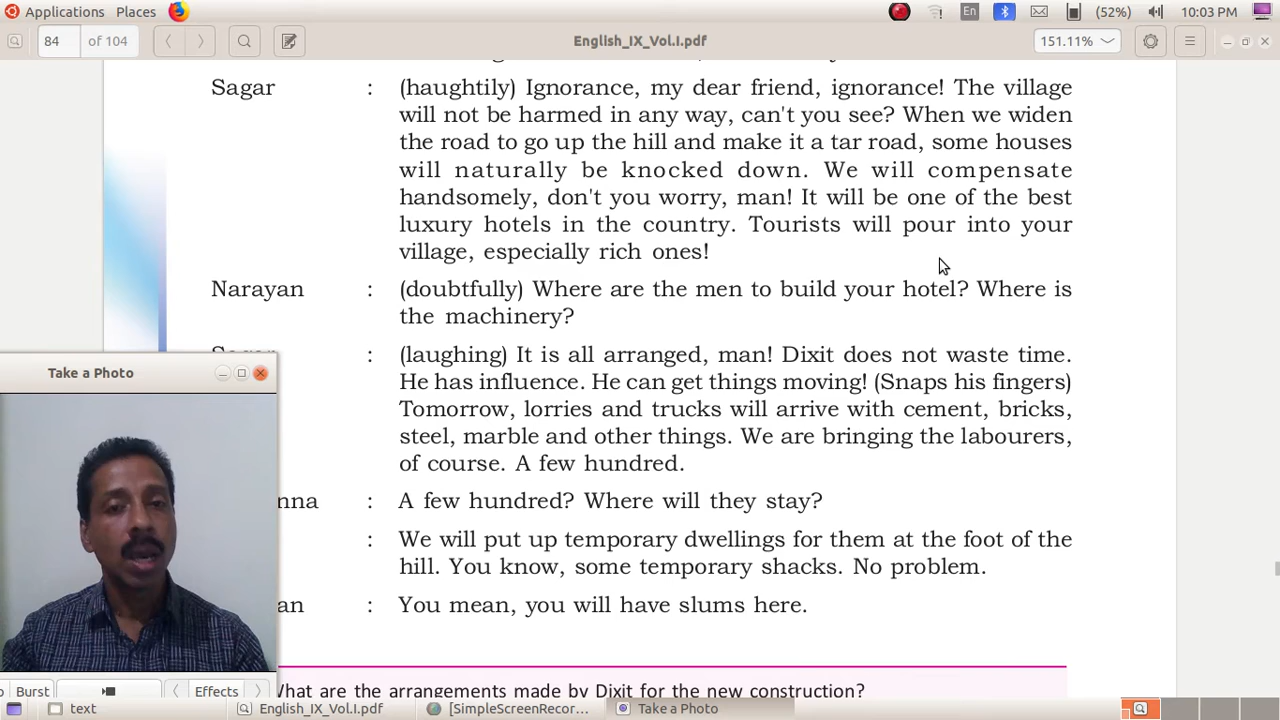 Applications Places En (52%) 10:03 PM
84 of 104 English_IX_Vol.I.pdf 151.11%
Sagar : (haughtily) Ignorance, my dear friend, ignorance! The village
will not be harmed in any way, can't you see? When we widen
the road to go up the hill and make it a tar road, some houses
will naturally be knocked down. We will compensate
handsomely, don't you worry, man! It will be one of the best
luxury hotels in the country. Tourists will pour into your
village, especially rich ones!
Narayan : (doubtfully) Where are the men to build your hotel? Where is
the machinery?
: (laughing) It is all arranged, man! Dixit does not waste time.
He has influence. He can get things moving! (Snaps his fingers)
Tomorrow, lorries and trucks will arrive with cement, bricks,
steel, marble and other things. We are bringing the labourers,
of course. A few hundred.
nna : A few hundred? Where will they stay?
: We will put up temporary dwellings for them at the foot of the
hill. You know, some temporary shacks. No problem.
an : You mean, you will have slums here.
What are the arrangements made by Dixit for the new construction?
Take a Photo
Burst Effects
text English_IX_Vol.I.pdf [SimpleScreenRecor... Take a Photo